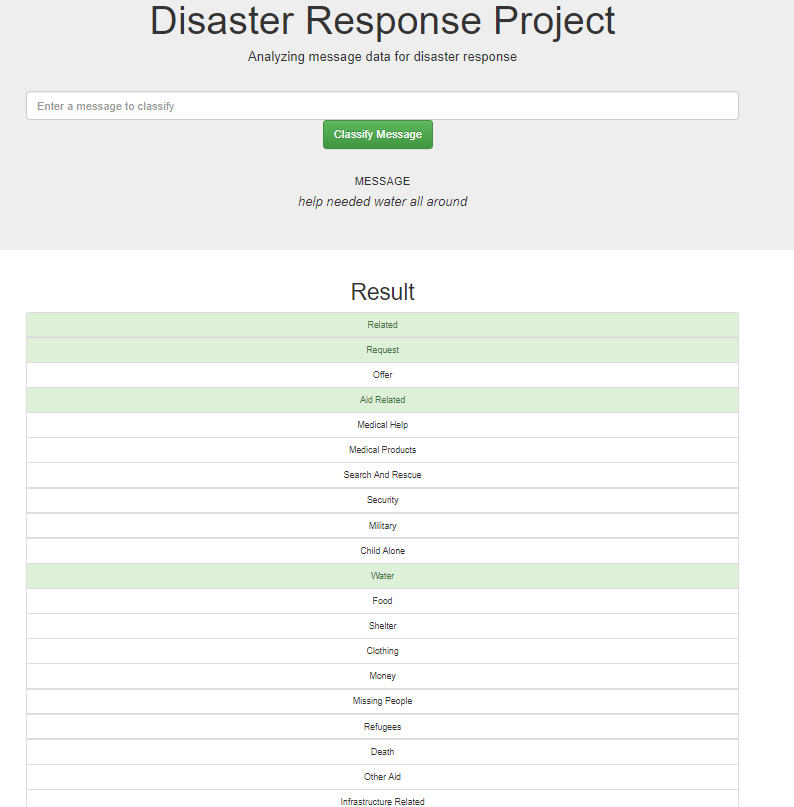 Disaster Response Project
Analyzing message data for disaster response
Enter a message to classify
Classify Message
MESSAGE
help needed water all around
Result
Related
Request
Offer
Aid Related
Medical Help
Medical Products
Search And Rescue
Security
Military
Child Alone
Water
Food
Shelter
Clothing
Money
Missing People
Refugees
Death
Other Aid
Infrastructure Related